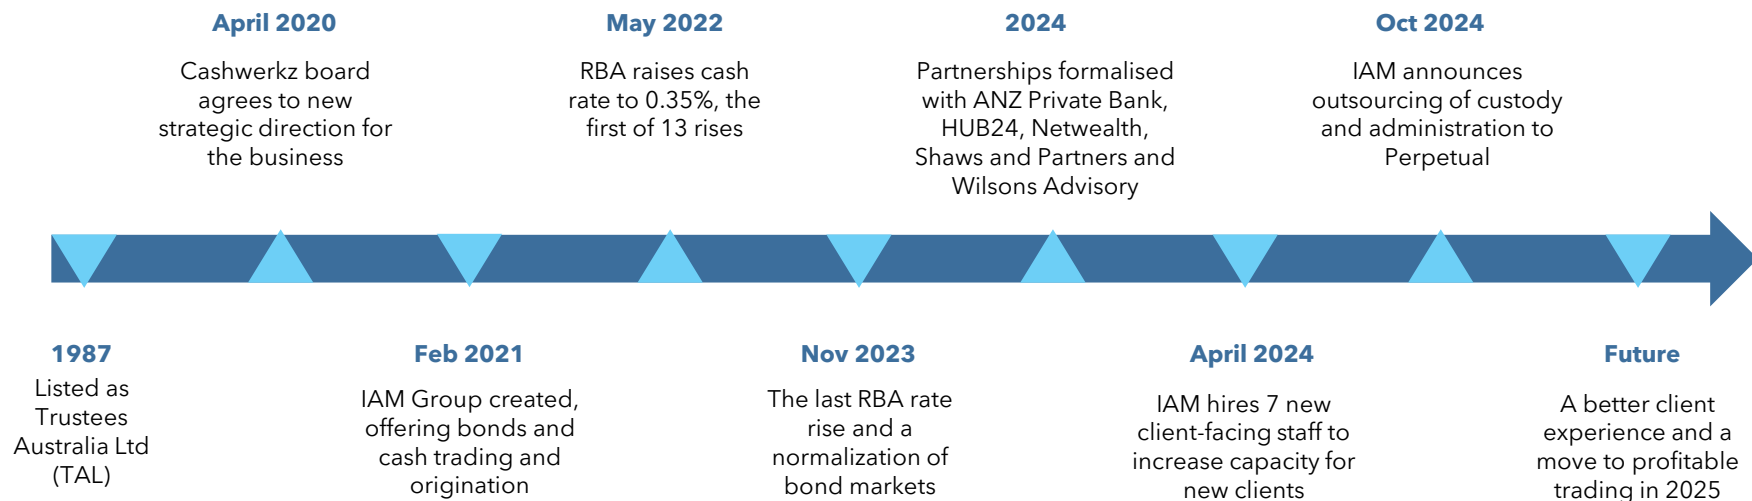 April 2020
Cashwerkz board
agrees to new
strategic direction for
the business
May 2022
RBA raises cash
rate to 0.35%, the
first of 13 rises
2024
Partnerships formalised
with ANZ Private Bank,
HUB24, Netwealth,
Shaws and Partners and
Wilsons Advisory
Oct 2024
IAM announces
outsourcing of custody
and administration to
Perpetual
1987
Listed as
Trustees
Australia Ltd
(TAL)
Feb 2021
IAM Group created,
offering bonds and
cash trading and
origination
Nov 2023
The last RBA rate
rise and a
normalization of
bond markets
April 2024
IAM hires 7 new
client-facing staff to
increase capacity for
new clients
Future
A better client
experience and a
move to profitable
trading in 2025